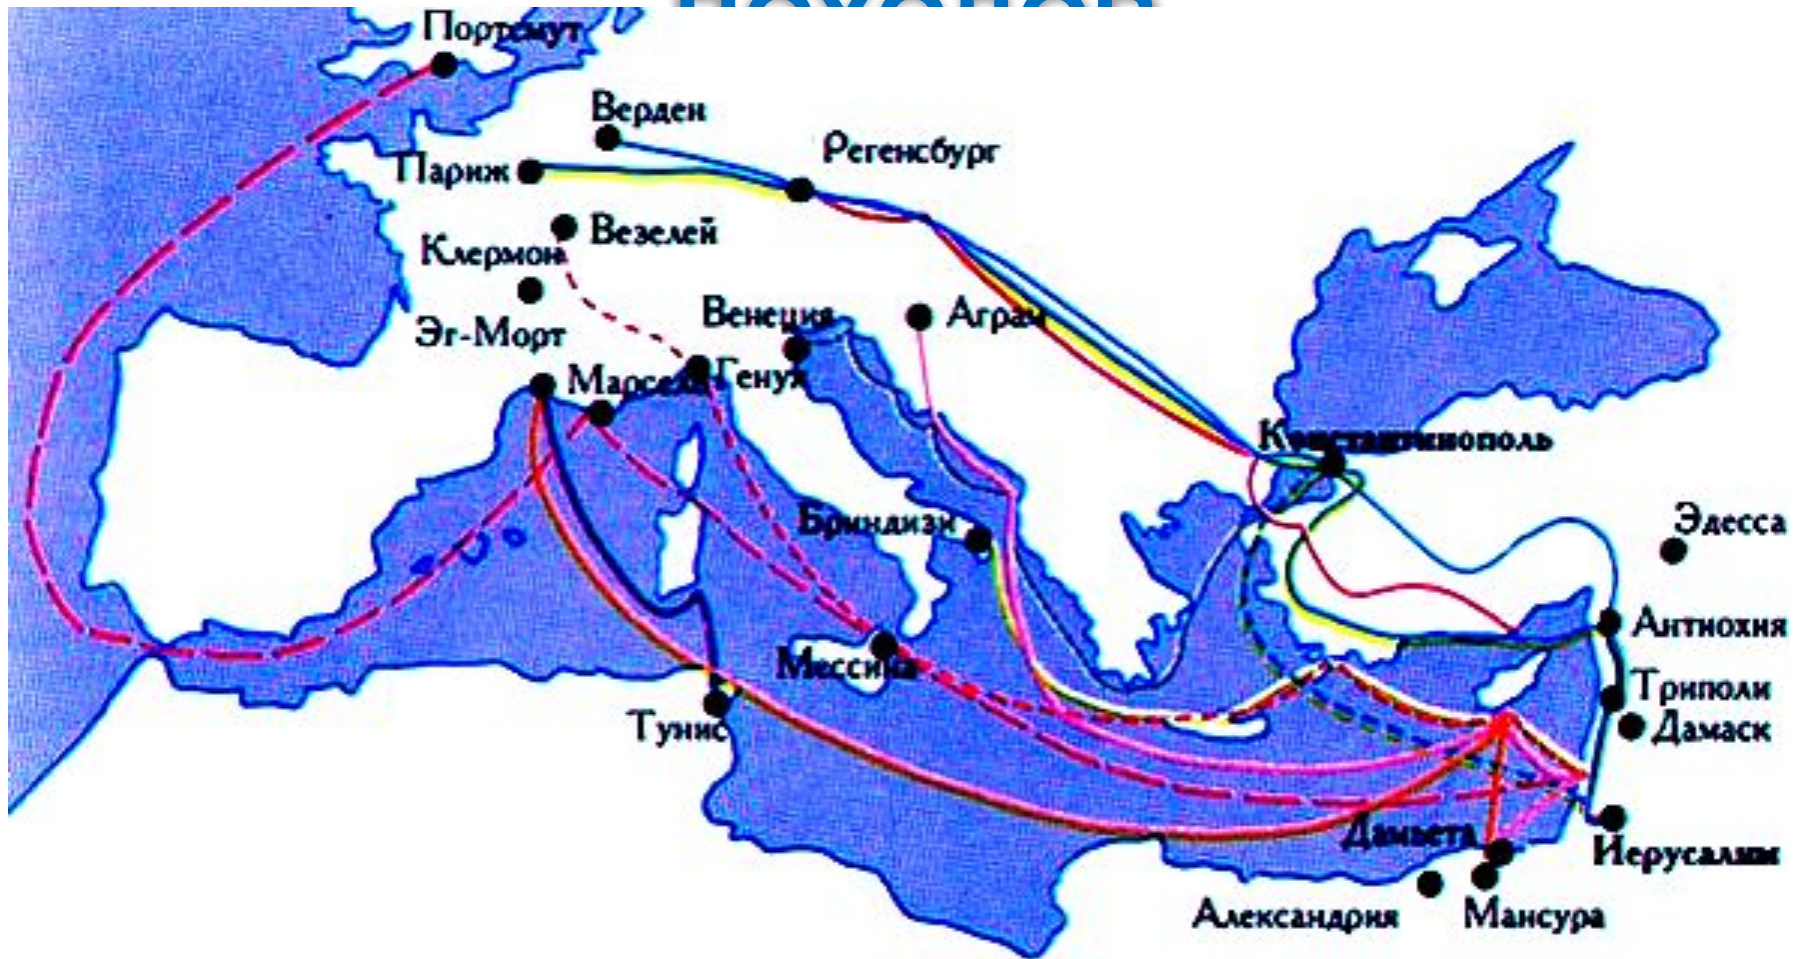 походов
Портсмут
Верден
Регенсбург
Париж
Везелей
Клермон
Венеция
Аграм
Эг-Морт
Марсель
Генуя
Константинополь
Бриндизи
Эдесса
Антиохия
Мессина
Триполи
Тунис
Дамаск
Дамьета
Иерусалим
Александрия
Мансура